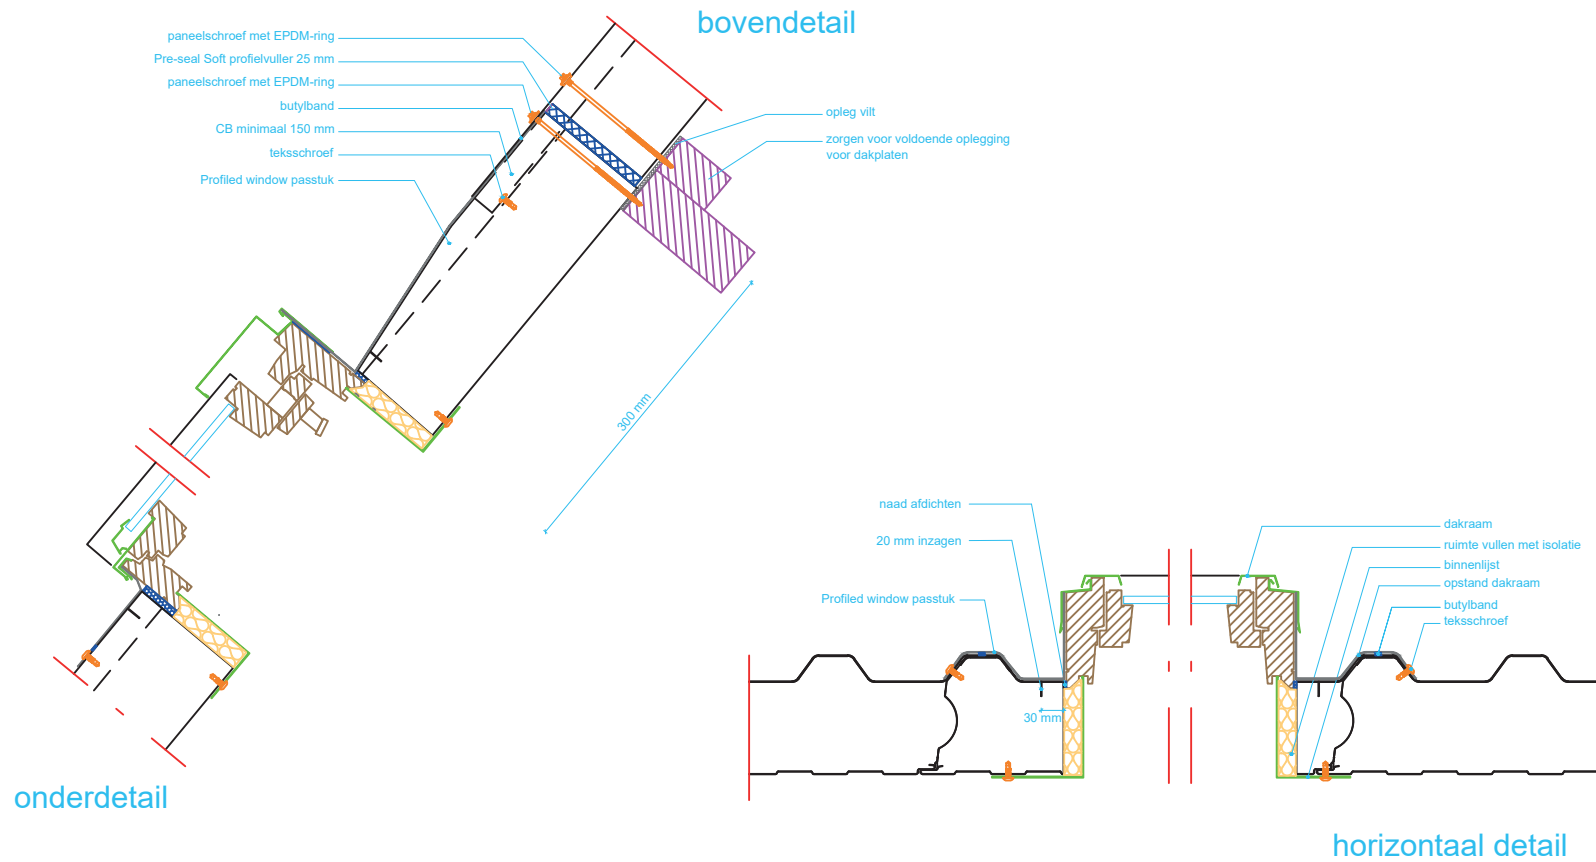 bovendetail
paneelschroef met EPDM-ring
Pre-seal Soft profielvuller 25 mm
paneelschroef met EPDM-ring
butylband
CB minimaal 150 mm
teksschroef
Profiled window passtuk
opleg vilt
zorgen voor voldoende oplegging
voor dakplaten
300 mm
naad afdichten
20 mm inzagen
Profiled window passtuk
30 mm
dakraam
ruimte vullen met isolatie
binnenlijst
opstand dakraam
butylband
teksschroef
onderdetail
horizontaal detail